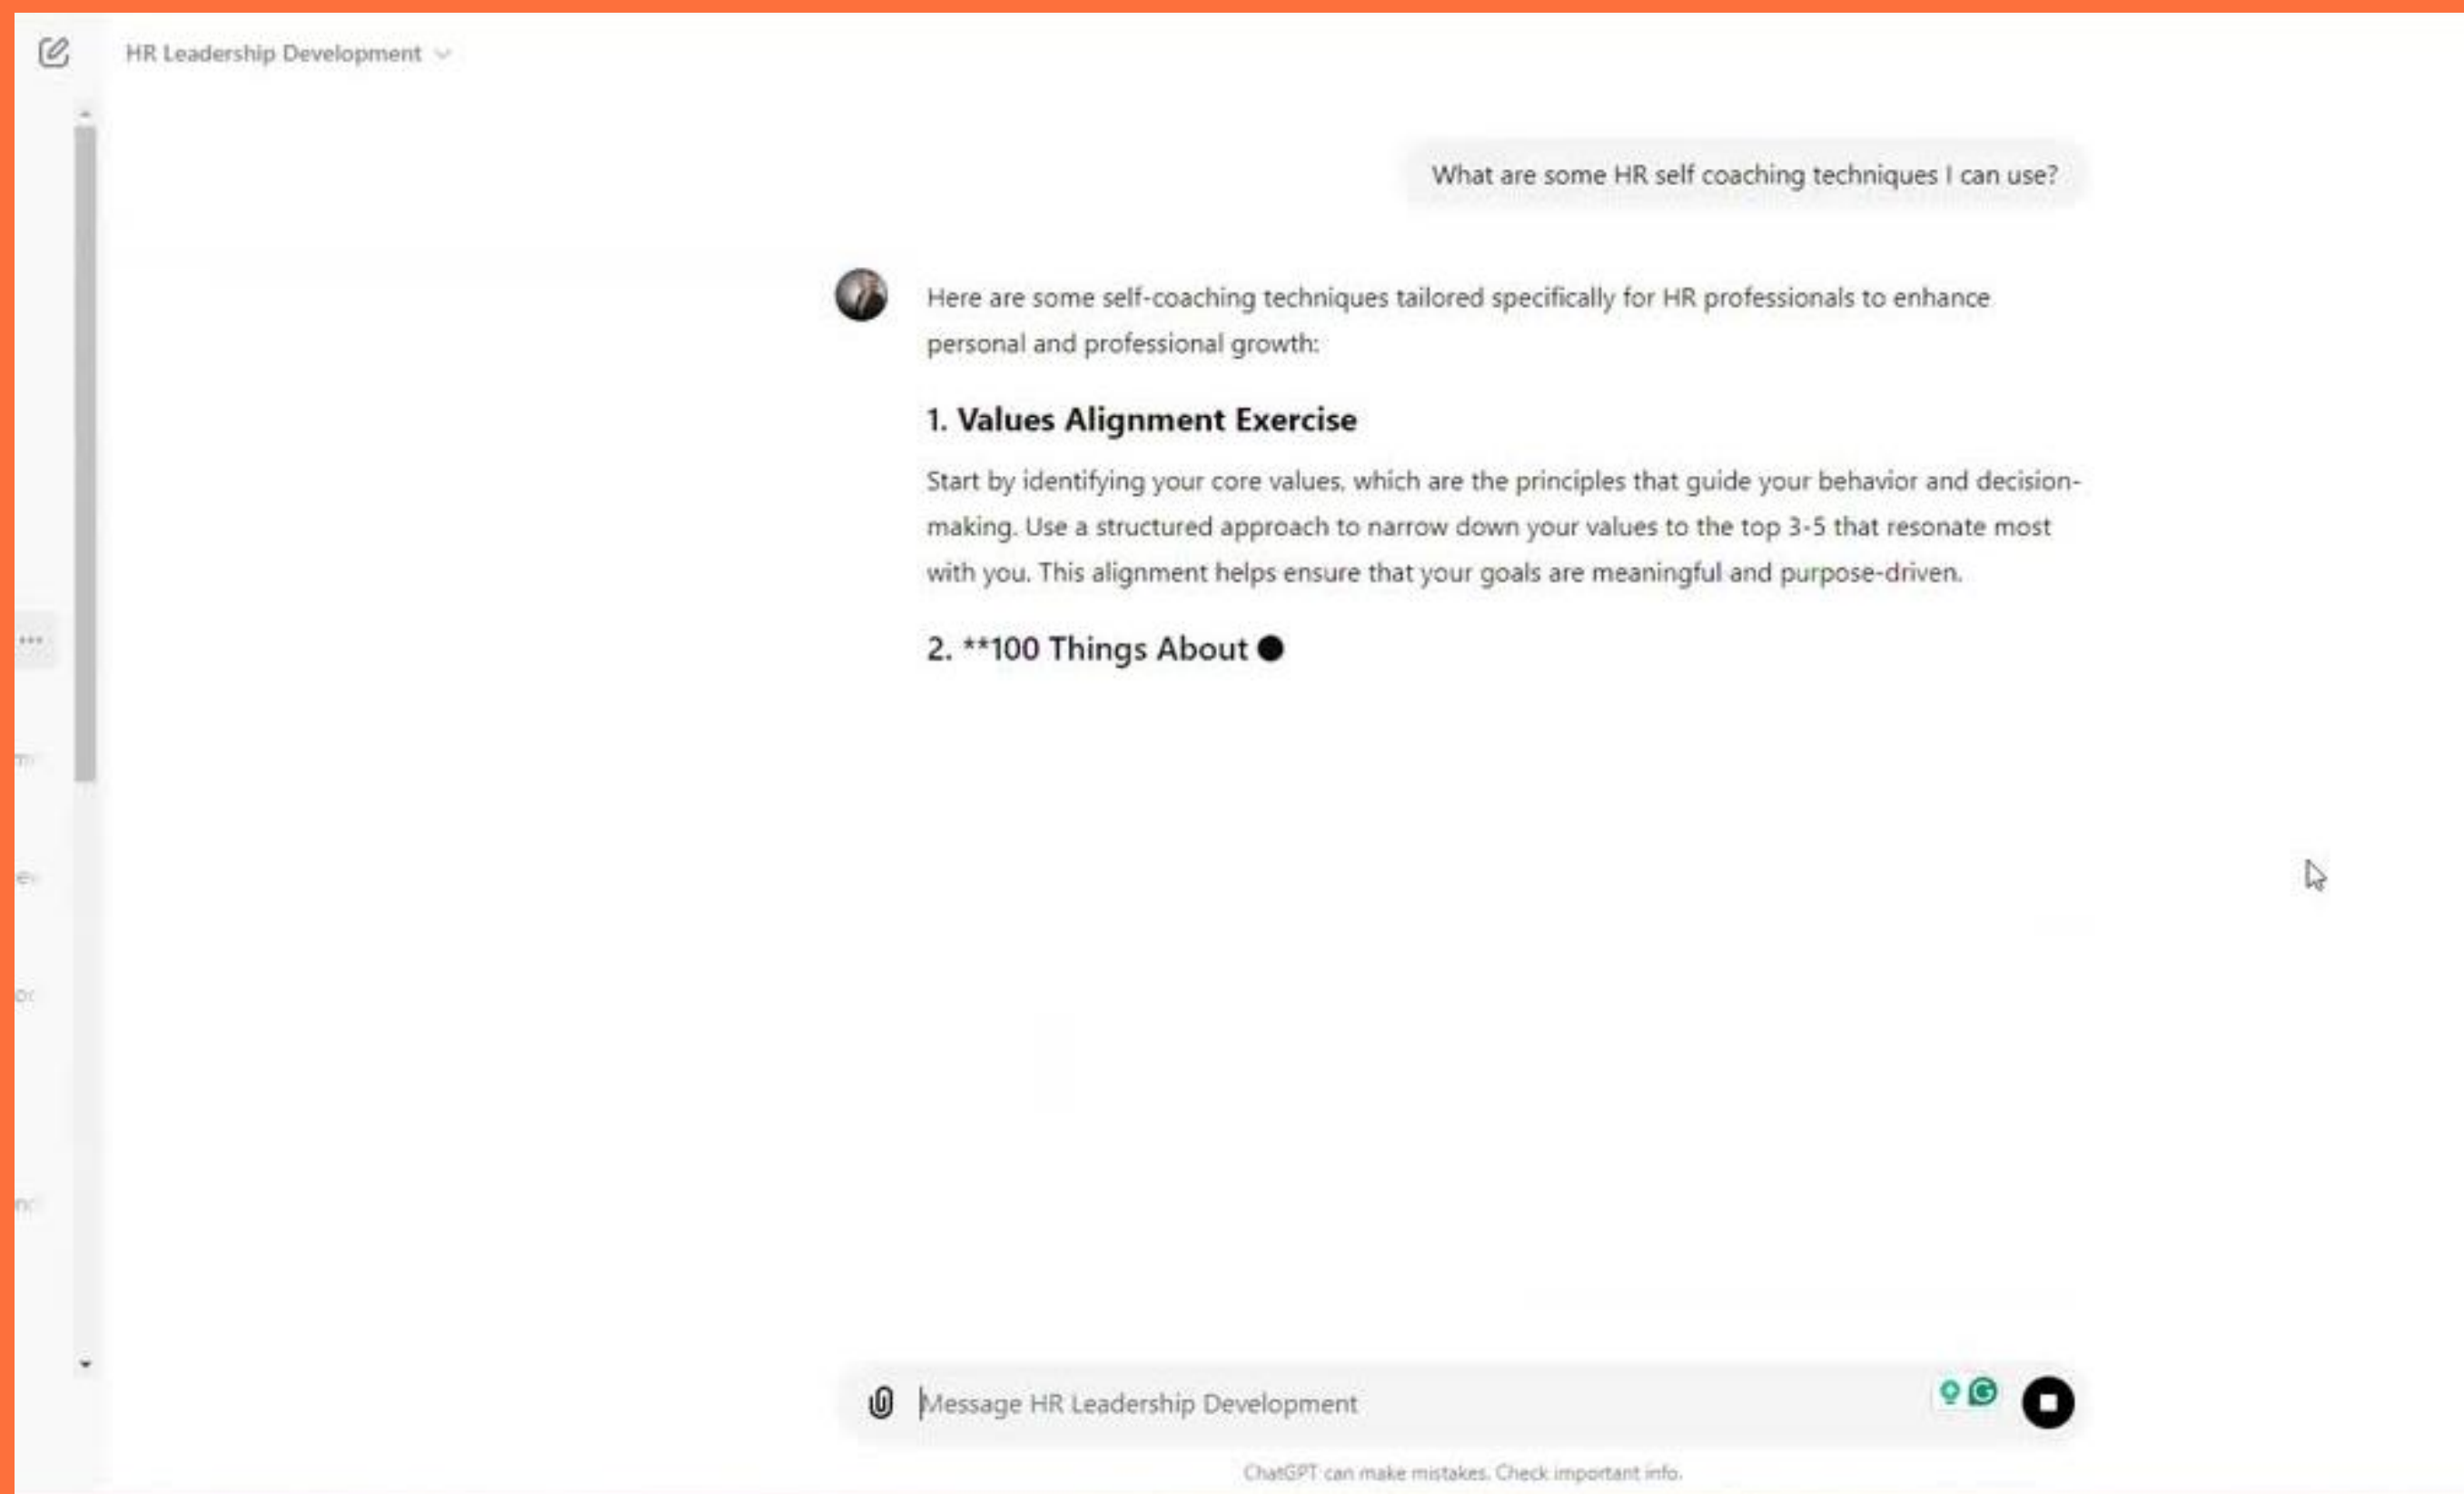 HR Leadership Development
What are some HR self coaching techniques I can use?
Here are some self-coaching techniques tailored specifically for HR professionals to enhance
personal and professional growth:
1. Values Alignment Exercise
Start by identifying your core values, which are the principles that guide your behavior and decision-
making. Use a structured approach to narrow down your values to the top 3-5 that resonate most
with you. This alignment helps ensure that your goals are meaningful and purpose-driven.
2. **100 Things About
Message HR Leadership Development
ChatGPT can make mistakes. Check important info.